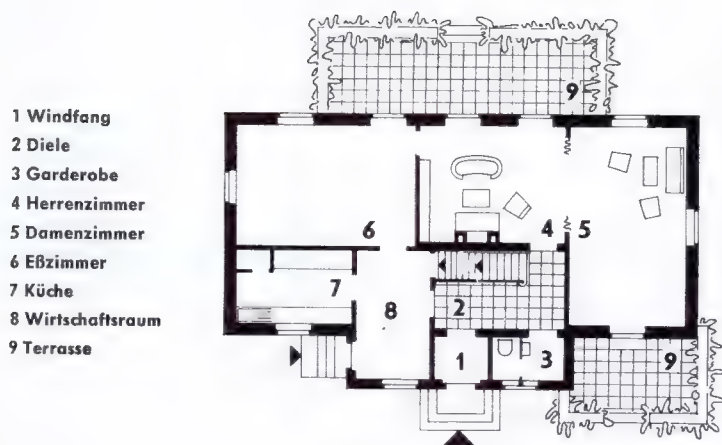 1 Windfang
2 Diele
3 Garderobe
4 Herrenzimmer
5 Damenzimmer
6 Eßzimmer
7 Küche
8 Wirtschaftsraum
9 Terrasse
9
6
4
5
7
8
2
1
3
9